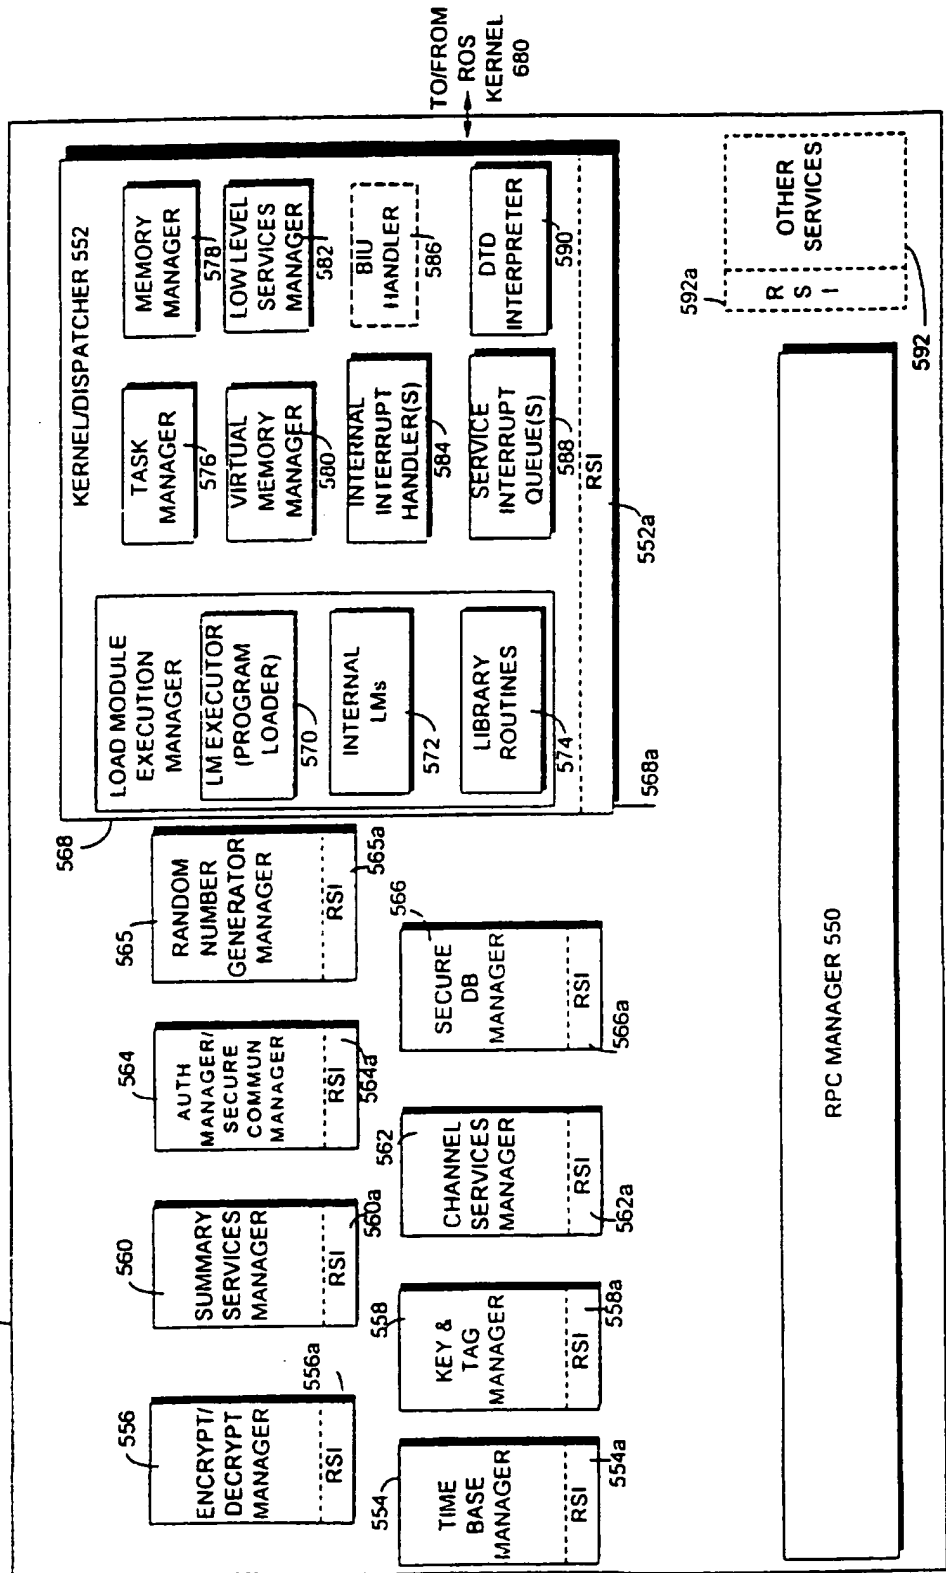 KERNEL/DISPATCHER 552
LOAD MODULE
EXECUTION
MANAGER
LM EXECUTOR
(PROGRAM
LOADER)
570
INTERNAL
LMs
572
LIBRARY
ROUTINES
574
568
568a
TASK
MANAGER
576
MEMORY
MANAGER
578
VIRTUAL
MEMORY
MANAGER
580
LOW LEVEL
SERVICES
MANAGER
582
INTERNAL
INTERRUPT
HANDLER(S)
584
BIU
HANDLER
586
SERVICE
INTERRUPT
QUEUE(S)
588
DTD
INTERPRETER
590
RSI
552a
TO/FROM
ROS
KERNEL
680
556
ENCRYPT/
DECRYPT
MANAGER
RSI
556a
560
SUMMARY
SERVICES
MANAGER
RSI
560a
564
AUTH
MANAGER/
SECURE
COMMUN
MANAGER
RSI
564a
565
RANDOM
NUMBER
GENERATOR
MANAGER
RSI
565a
554
TIME
BASE
MANAGER
RSI
554a
558
KEY &
TAG
MANAGER
RSI
558a
562
CHANNEL
SERVICES
MANAGER
RSI
562a
566
SECURE
DB
MANAGER
RSI
566a
RPC MANAGER 550
592a
R
S
I
OTHER
SERVICES
592